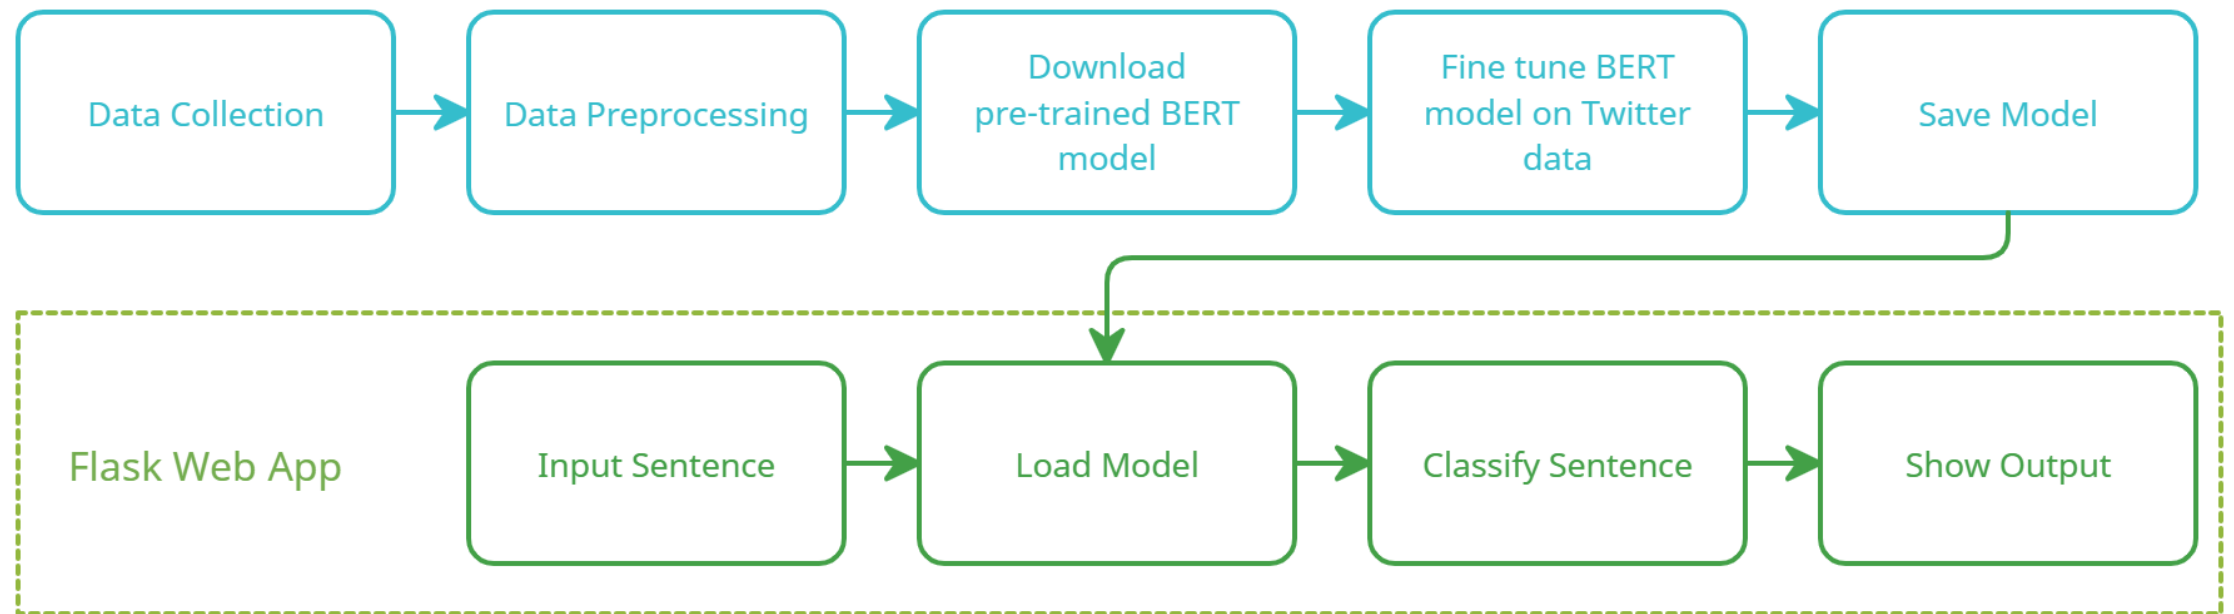 Data Collection
Data Preprocessing
Download
pre-trained BERT
model
Fine tune BERT
model on Twitter
data
Save Model
Flask Web App
Input Sentence
Load Model
Classify Sentence
Show Output